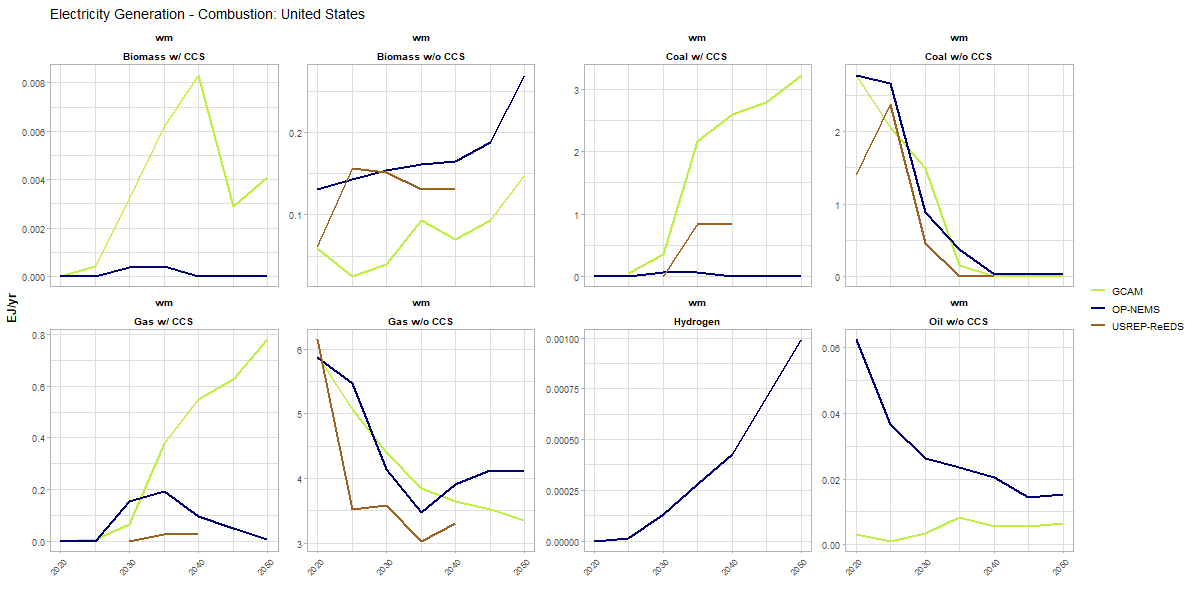 Electricity Generation - Combustion: United States
EJ/yr
wm
Biomass w/ CCS
0.008
0.006
0.004
0.002
0.000
wm
Biomass w/o CCS
0.2
0.1
wm
Coal w/ CCS
3
2
1
0
wm
Coal w/o CCS
2
1
0
wm
Gas w/ CCS
0.8
0.6
0.4
0.2
0.0
2020
2030
2040
2050
wm
Gas w/o CCS
6
5
4
3
2020
2030
2040
2050
wm
Hydrogen
0.00100
0.00075
0.00050
0.00025
0.00000
2020
2030
2040
2050
wm
Oil w/o CCS
0.06
0.04
0.02
0.00
2020
2030
2040
2050
GCAM
OP-NEMS
USREP-ReEDS